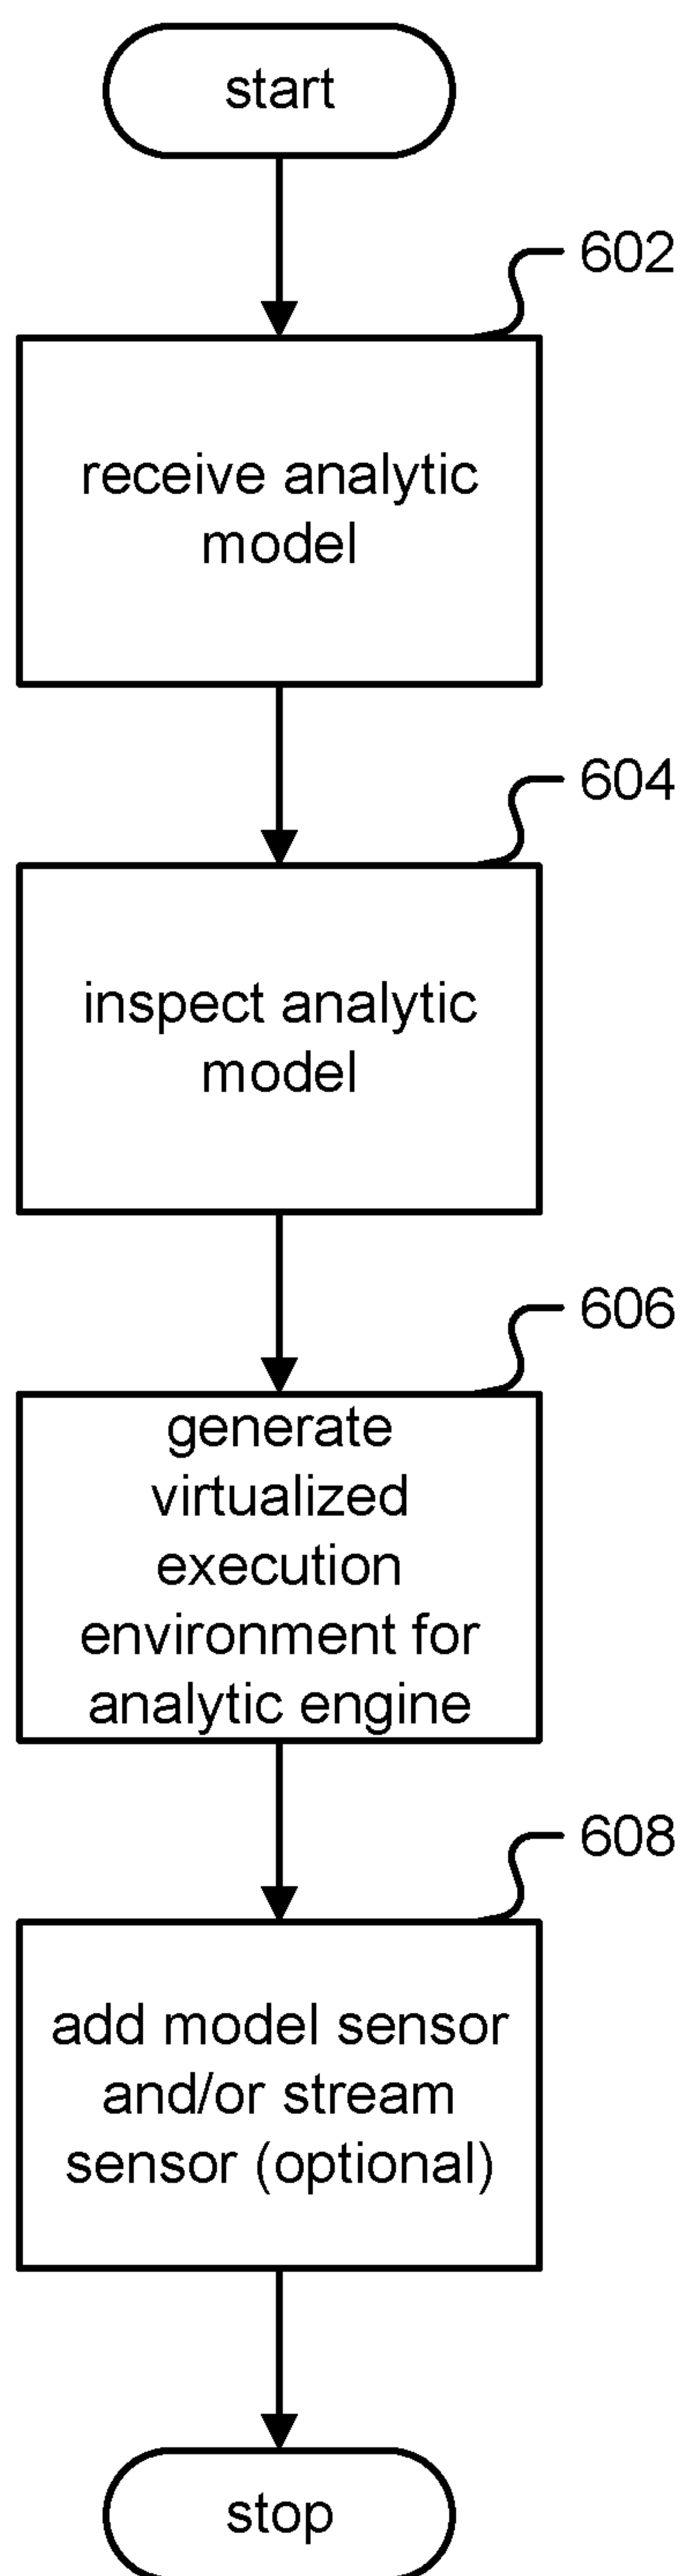 start
602
receive analytic
model
604
inspect analytic
model
606
generate
virtualized
execution
environment for
analytic engine
608
add model sensor
and/or stream
sensor (optional)
stop